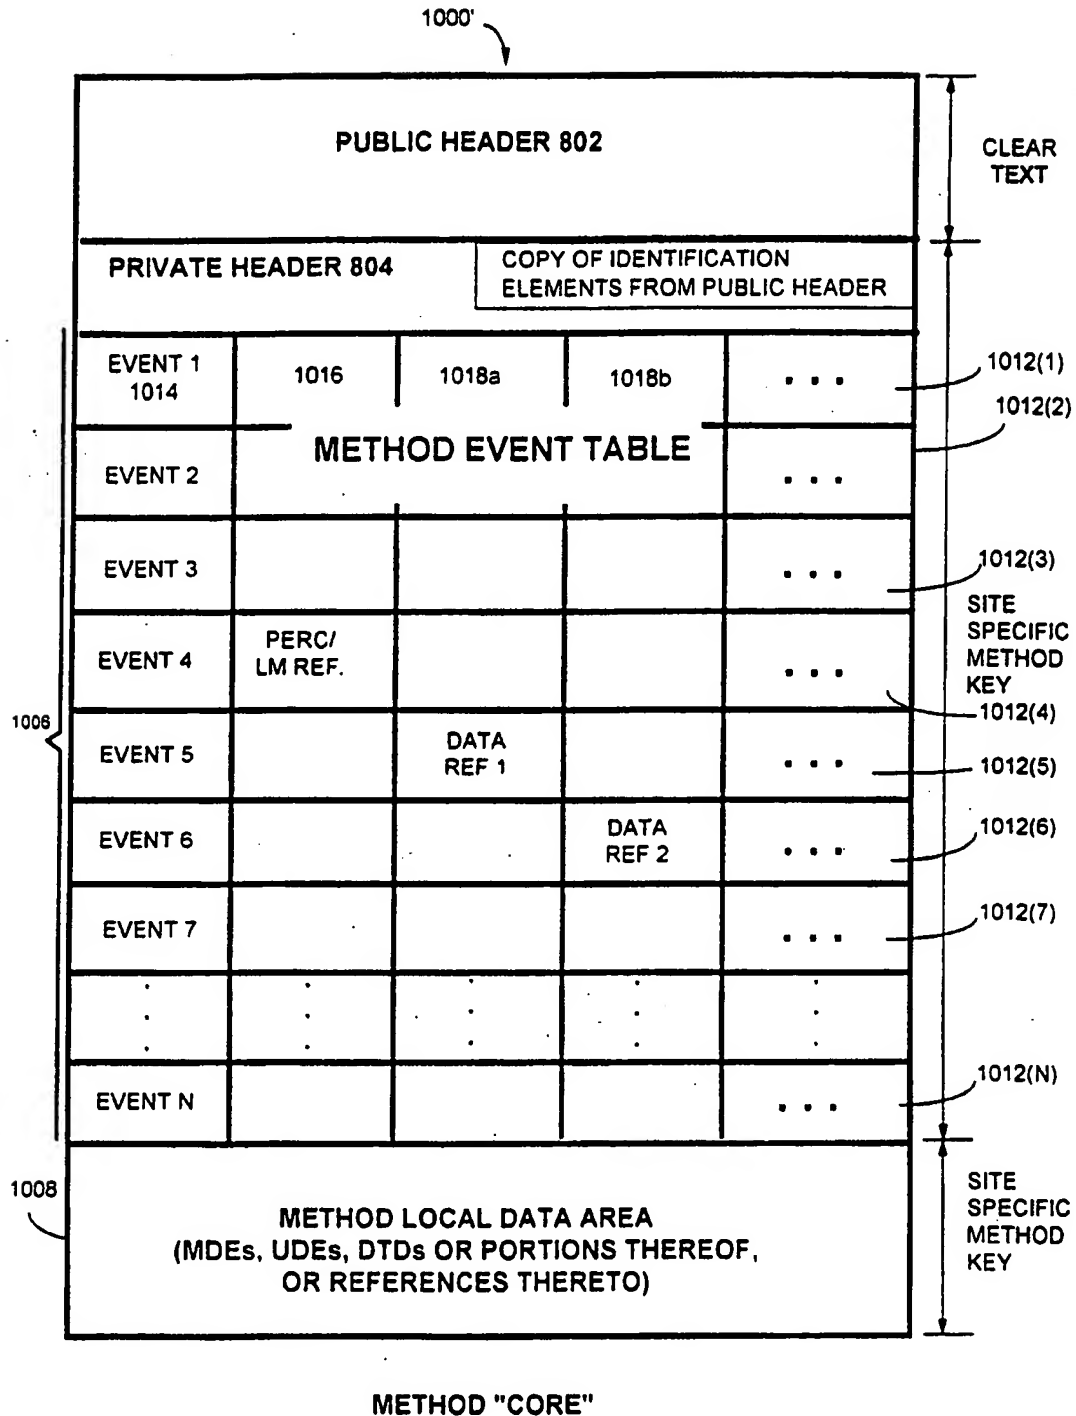 1000'
PUBLIC HEADER 802
CLEAR
TEXT
PRIVATE HEADER 804
COPY OF IDENTIFICATION
ELEMENTS FROM PUBLIC HEADER
EVENT 1
1014
1016
1018a
1018b
. . .
1012(1)
1012(2)
METHOD EVENT TABLE
EVENT 2
. . .
EVENT 3
. . .
1012(3)
SITE
SPECIFIC
METHOD
KEY
EVENT 4
PERC/
LM REF.
. . .
1012(4)
1006
EVENT 5
DATA
REF 1
. . .
1012(5)
EVENT 6
DATA
REF 2
. . .
1012(6)
EVENT 7
. . .
1012(7)
EVENT N
. . .
1012(N)
1008
METHOD LOCAL DATA AREA
(MDEs, UDEs, DTDs OR PORTIONS THEREOF,
OR REFERENCES THERETO)
SITE
SPECIFIC
METHOD
KEY
METHOD "CORE"